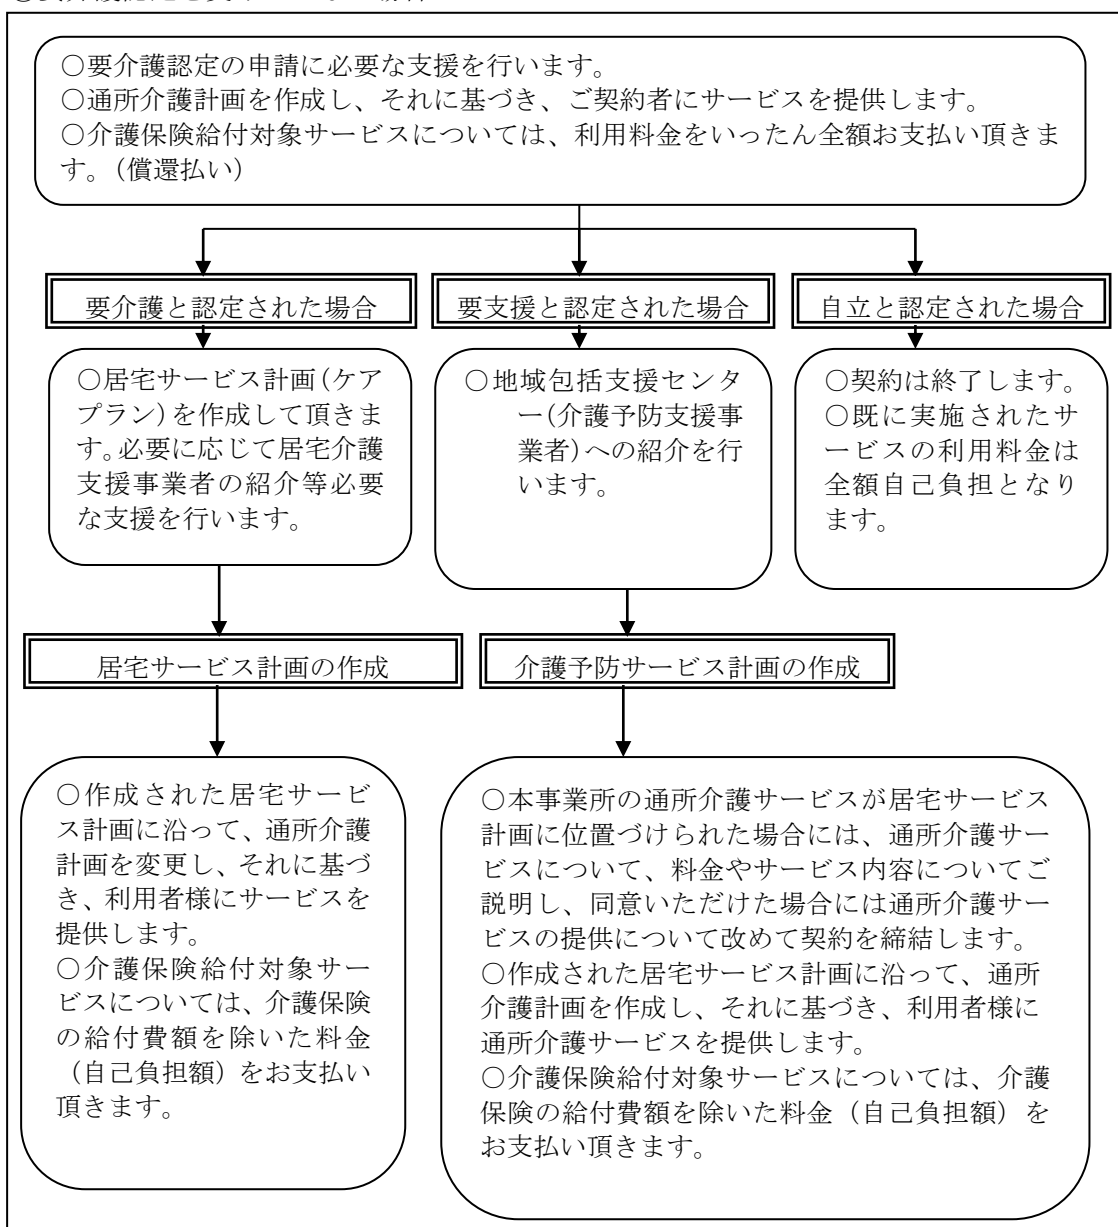 ○要介護認定の申請に必要な支援を行います。
○通所介護計画を作成し、それに基づき、ご契約者にサービスを提供します。
○介護保険給付対象サービスについては、利用料金をいったん全額お支払い頂きま
す。(償還払い)
要介護と認定された場合
要支援と認定された場合
自立と認定された場合
○居宅サービス計画(ケア
プラン)を作成して頂きま
す。必要に応じて居宅介護
支援事業者の紹介等必要
な支援を行います。
○地域包括支援センタ
ー(介護予防支援事
業者)への紹介を行
います。
○契約は終了します。
○既に実施されたサ
ービスの利用料金は
全額自己負担となり
ます。
居宅サービス計画の作成
介護予防サービス計画の作成
○作成された居宅サービ
ス計画に沿って、通所介護
計画を変更し、それに基づ
き、利用者様にサービスを
提供します。
○介護保険給付対象サー
ビスについては、介護保険
の給付費額を除いた料金
(自己負担額)をお支払い
頂きます。
○本事業所の通所介護サービスが居宅サービス
計画に位置づけられた場合には、通所介護サー
ビスについて、料金やサービス内容についてご
説明し、同意いただけた場合には通所介護サー
ビスの提供について改めて契約を締結します。
○作成された居宅サービス計画に沿って、通所
介護計画を作成し、それに基づき、利用者様に
通所介護サービスを提供します。
○介護保険給付対象サービスについては、介護
保険の給付費額を除いた料金(自己負担額)を
お支払い頂きます。